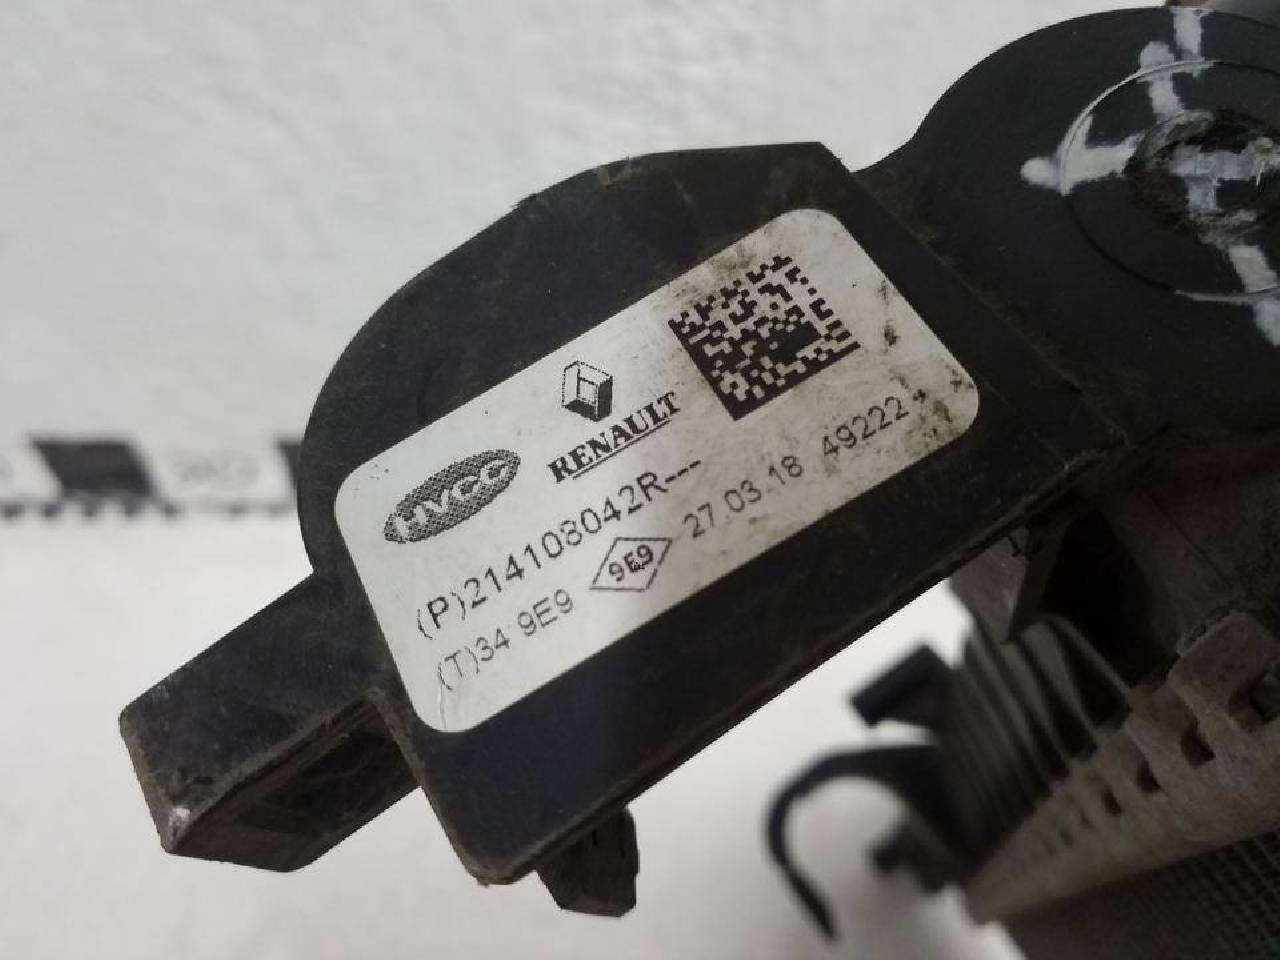 HVCC
RENAULT
(P)214108042R---
(T)34 9E9 9E9 27.03.18 49222